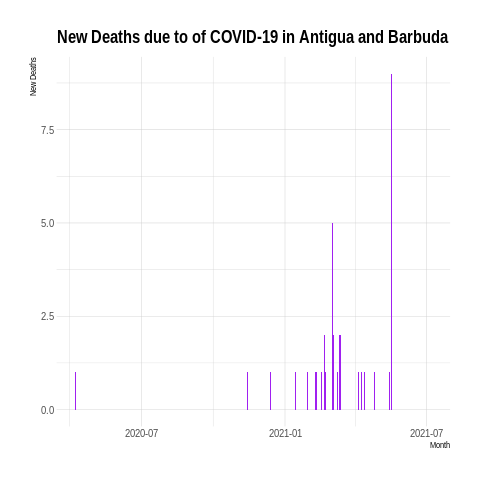 New Deaths due to of COVID-19 in Antigua and Barbuda
New Deaths
7.5
5.0
2.5
0.0
2020-07
2021-01
2021-07
Month